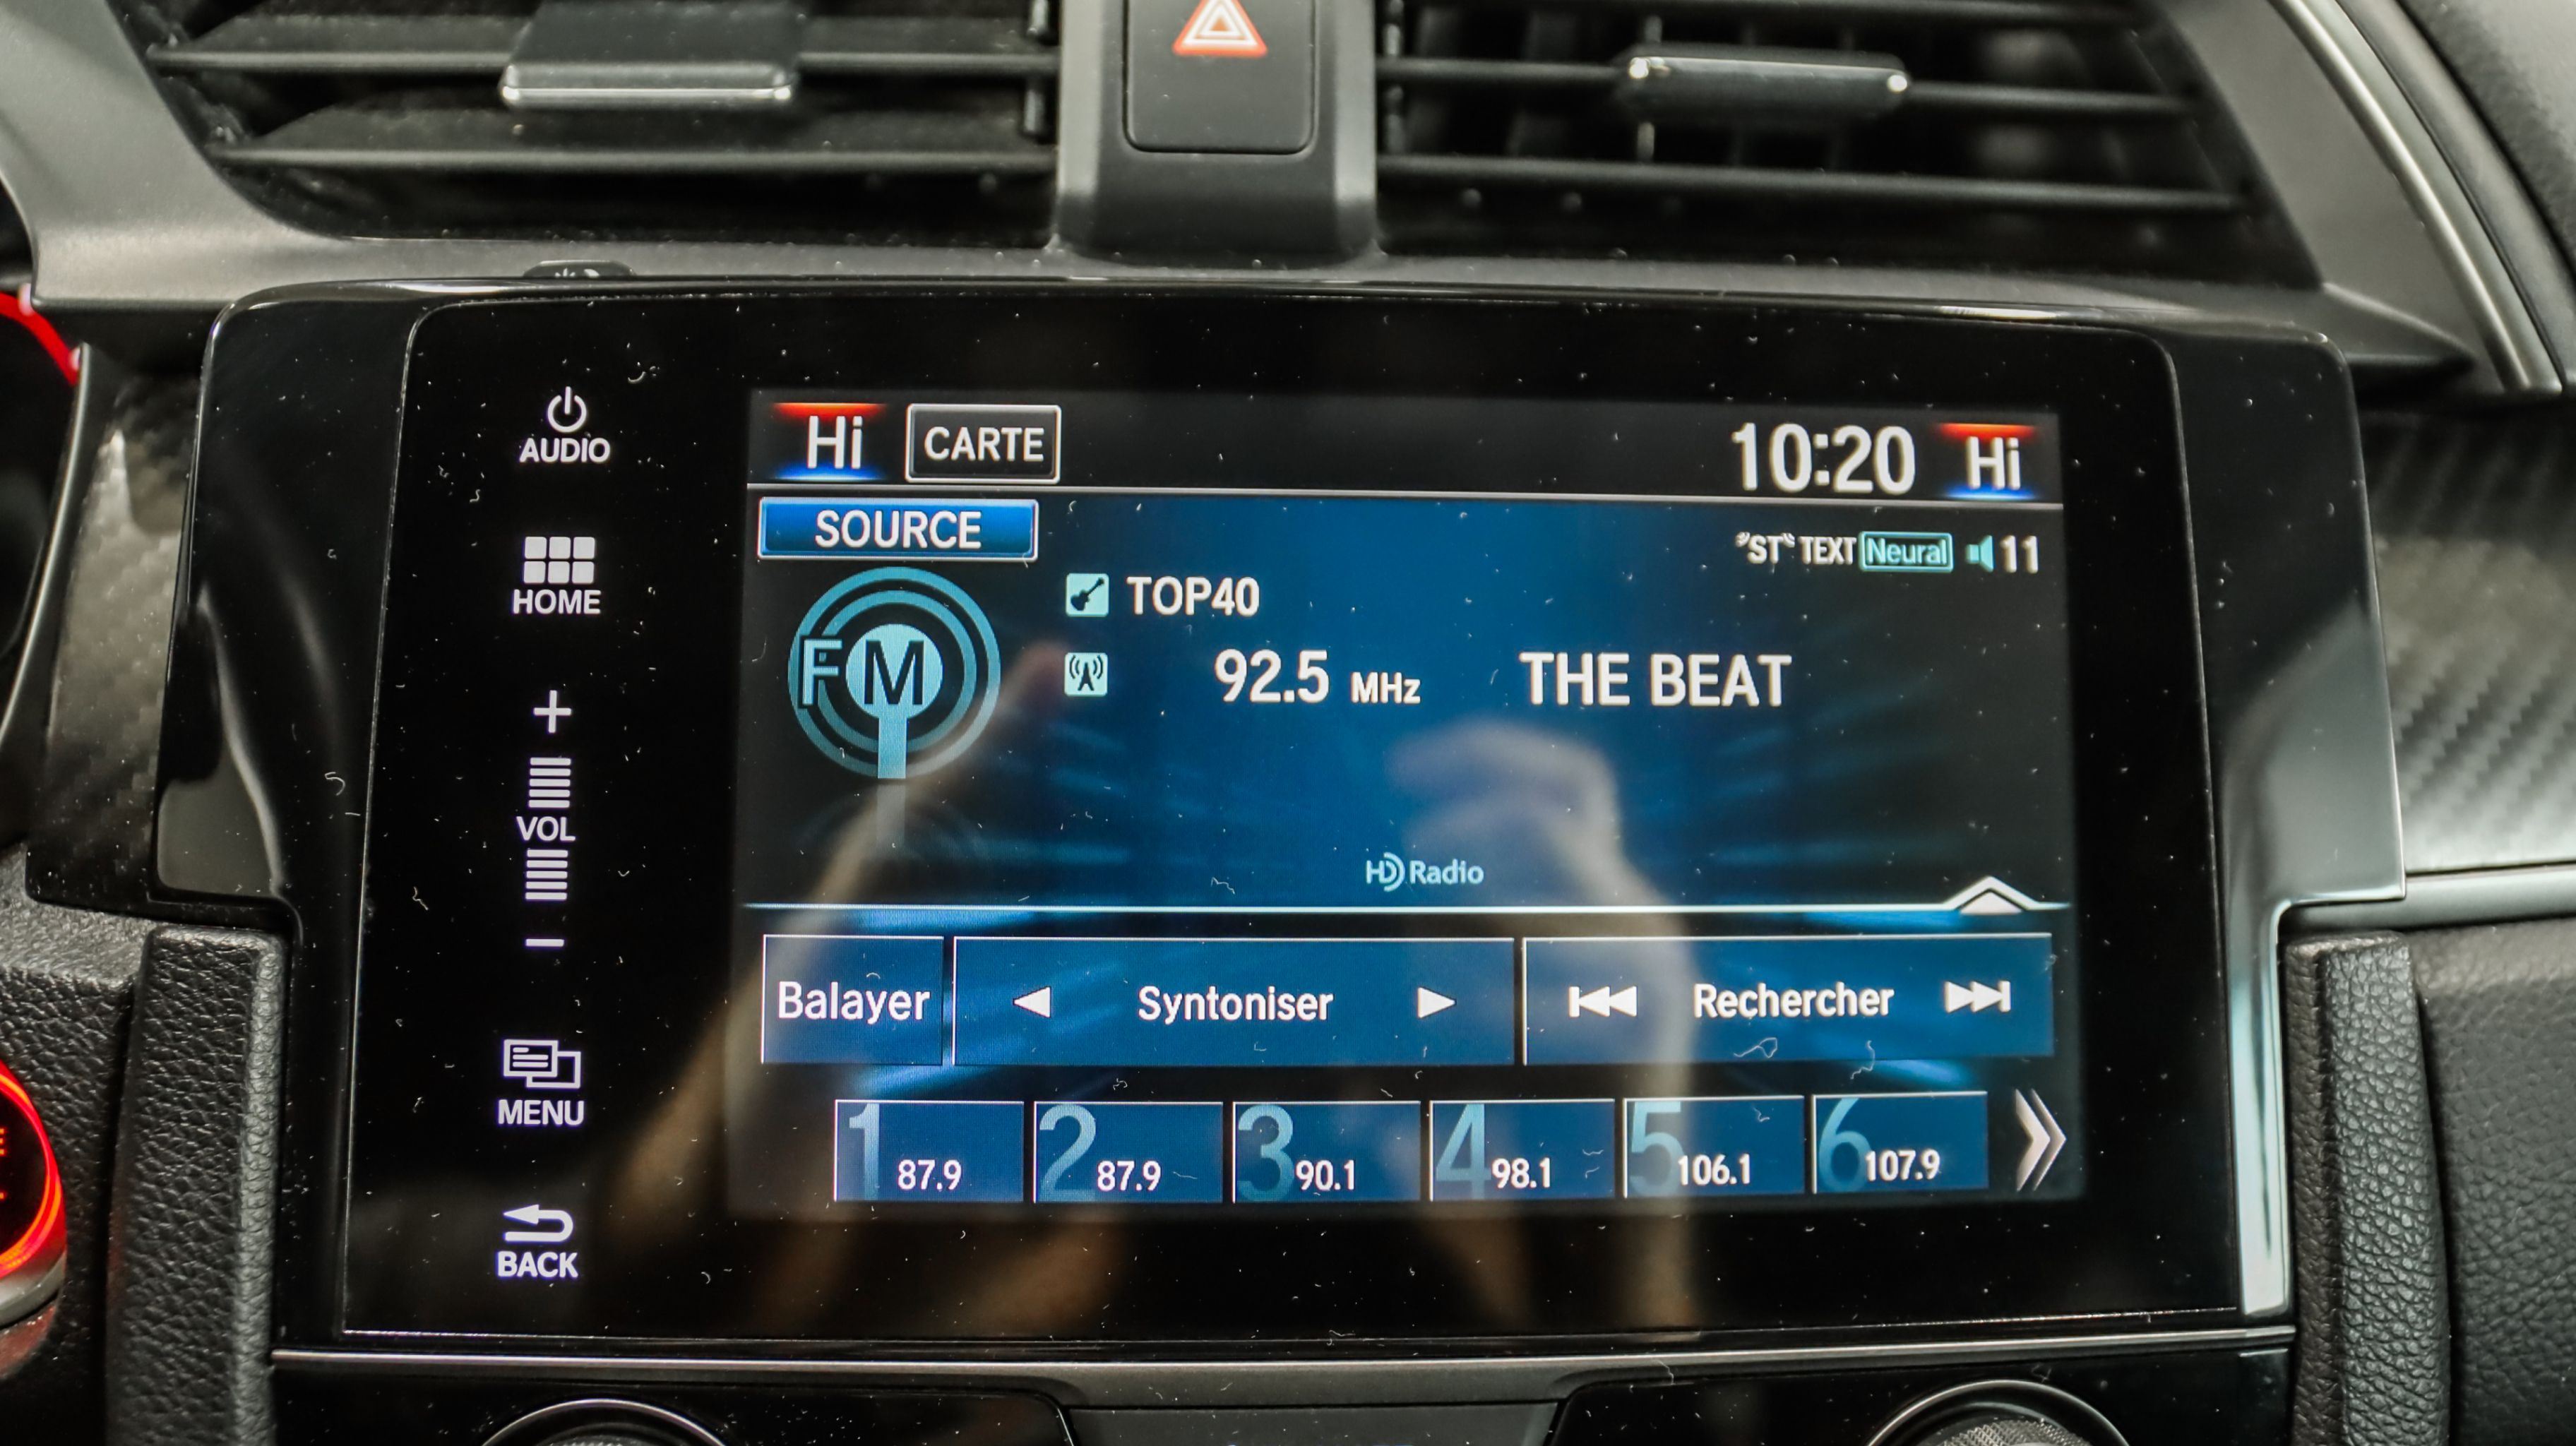 AUDIO
HOME
+
VOL
−
MENU
BACK
Hi CARTE 10:20 Hi
SOURCE
"ST" TEXT Neural 11
FM
TOP40
92.5 MHz THE BEAT
HD Radio
Balayer Syntoniser Rechercher
1 87.9 2 87.9 3 90.1 4 98.1 5 106.1 6 107.9